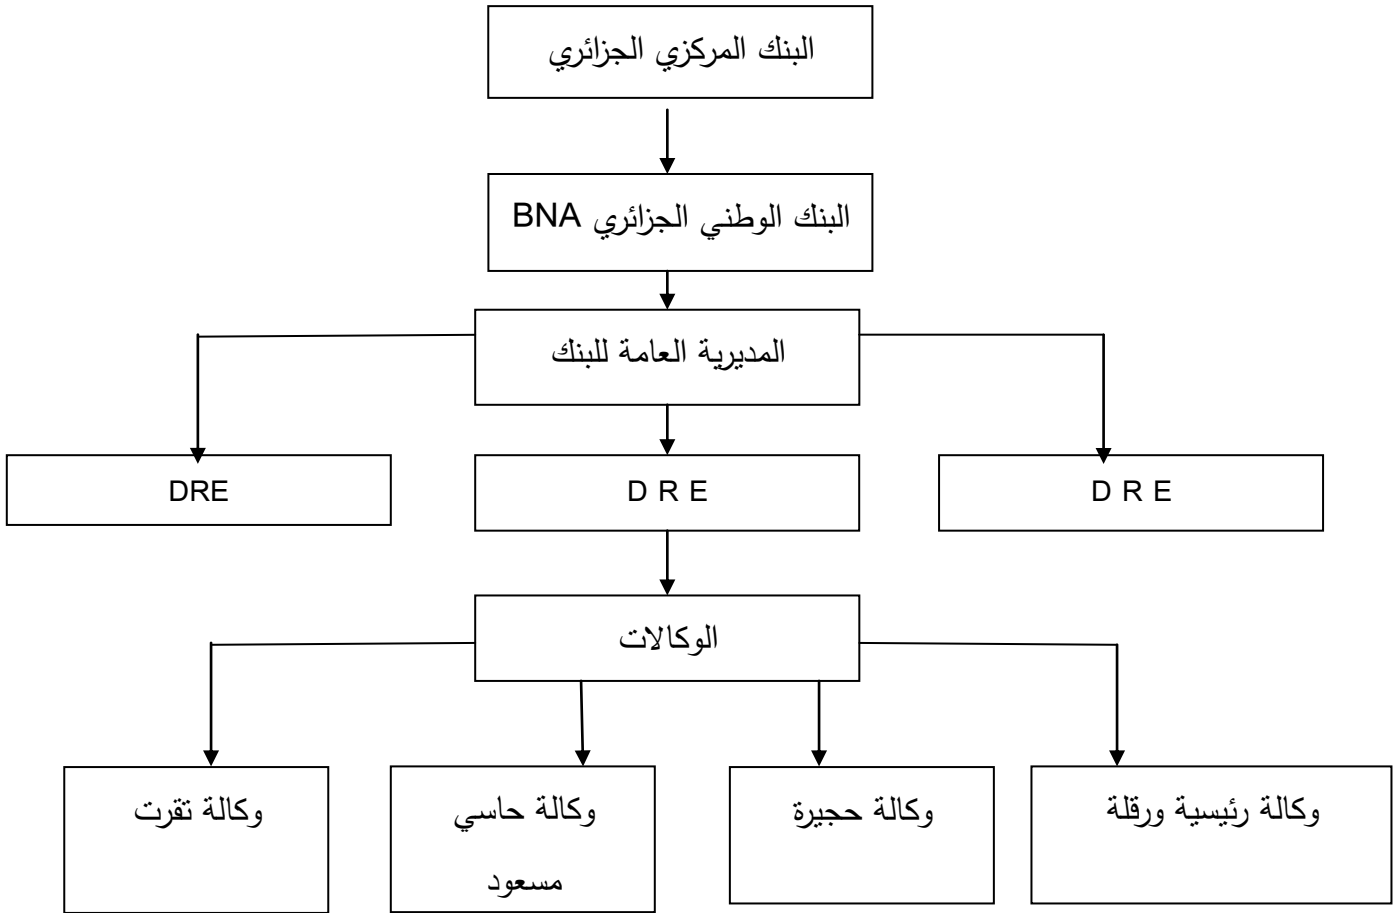 البنك المركزي الجزائري
البنك الوطني الجزائري BNA
المديرية العامة للبنك
D R E
D R E
DRE
الوكالات
وكالة رئيسية ورقلة
وكالة حجيرة
وكالة حاسي
مسعود
وكالة تقرت